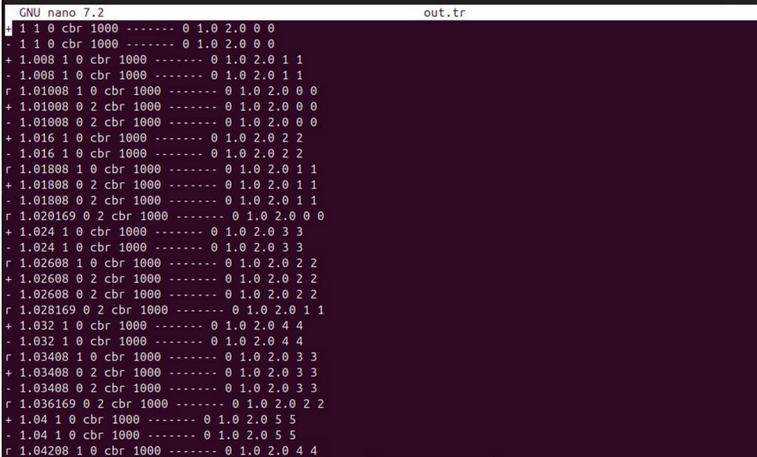 GNU nano 7.2 out.tr
+ 1 1 0 cbr 1000 ------- 0 1.0 2.0 0 0
- 1 1 0 cbr 1000 ------- 0 1.0 2.0 0 0
+ 1.008 1 0 cbr 1000 ------- 0 1.0 2.0 1 1
- 1.008 1 0 cbr 1000 ------- 0 1.0 2.0 1 1
r 1.01008 1 0 cbr 1000 ------- 0 1.0 2.0 0 0
+ 1.01008 0 2 cbr 1000 ------- 0 1.0 2.0 0 0
- 1.01008 0 2 cbr 1000 ------- 0 1.0 2.0 0 0
+ 1.016 1 0 cbr 1000 ------- 0 1.0 2.0 2 2
- 1.016 1 0 cbr 1000 ------- 0 1.0 2.0 2 2
r 1.01808 1 0 cbr 1000 ------- 0 1.0 2.0 1 1
+ 1.01808 0 2 cbr 1000 ------- 0 1.0 2.0 1 1
- 1.01808 0 2 cbr 1000 ------- 0 1.0 2.0 1 1
r 1.020169 0 2 cbr 1000 ------- 0 1.0 2.0 0 0
+ 1.024 1 0 cbr 1000 ------- 0 1.0 2.0 3 3
- 1.024 1 0 cbr 1000 ------- 0 1.0 2.0 3 3
r 1.02608 1 0 cbr 1000 ------- 0 1.0 2.0 2 2
+ 1.02608 0 2 cbr 1000 ------- 0 1.0 2.0 2 2
- 1.02608 0 2 cbr 1000 ------- 0 1.0 2.0 2 2
r 1.028169 0 2 cbr 1000 ------- 0 1.0 2.0 1 1
+ 1.032 1 0 cbr 1000 ------- 0 1.0 2.0 4 4
- 1.032 1 0 cbr 1000 ------- 0 1.0 2.0 4 4
r 1.03408 1 0 cbr 1000 ------- 0 1.0 2.0 3 3
+ 1.03408 0 2 cbr 1000 ------- 0 1.0 2.0 3 3
- 1.03408 0 2 cbr 1000 ------- 0 1.0 2.0 3 3
r 1.036169 0 2 cbr 1000 ------- 0 1.0 2.0 2 2
+ 1.04 1 0 cbr 1000 ------- 0 1.0 2.0 5 5
- 1.04 1 0 cbr 1000 ------- 0 1.0 2.0 5 5
r 1.04208 1 0 cbr 1000 ------- 0 1.0 2.0 4 4